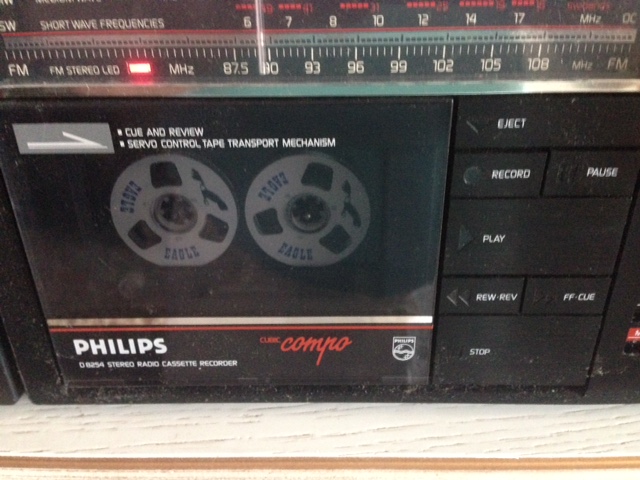 SW SHORT WAVE FREQUENCIES 6 7 8 10 12 14 17 MHz
FM FM STEREO LED MHz 87.5 90 93 96 99 102 105 108 MHz FM
CUE AND REVIEW
SERVO CONTROL TAPE TRANSPORT MECHANISM
EJECT
RECORD PAUSE
PLAY
REW·REV FF·CUE
STOP
EAGLE
EAGLE
PHILIPS CUBIC compo PHILIPS
D8254 STEREO RADIO CASSETTE RECORDER